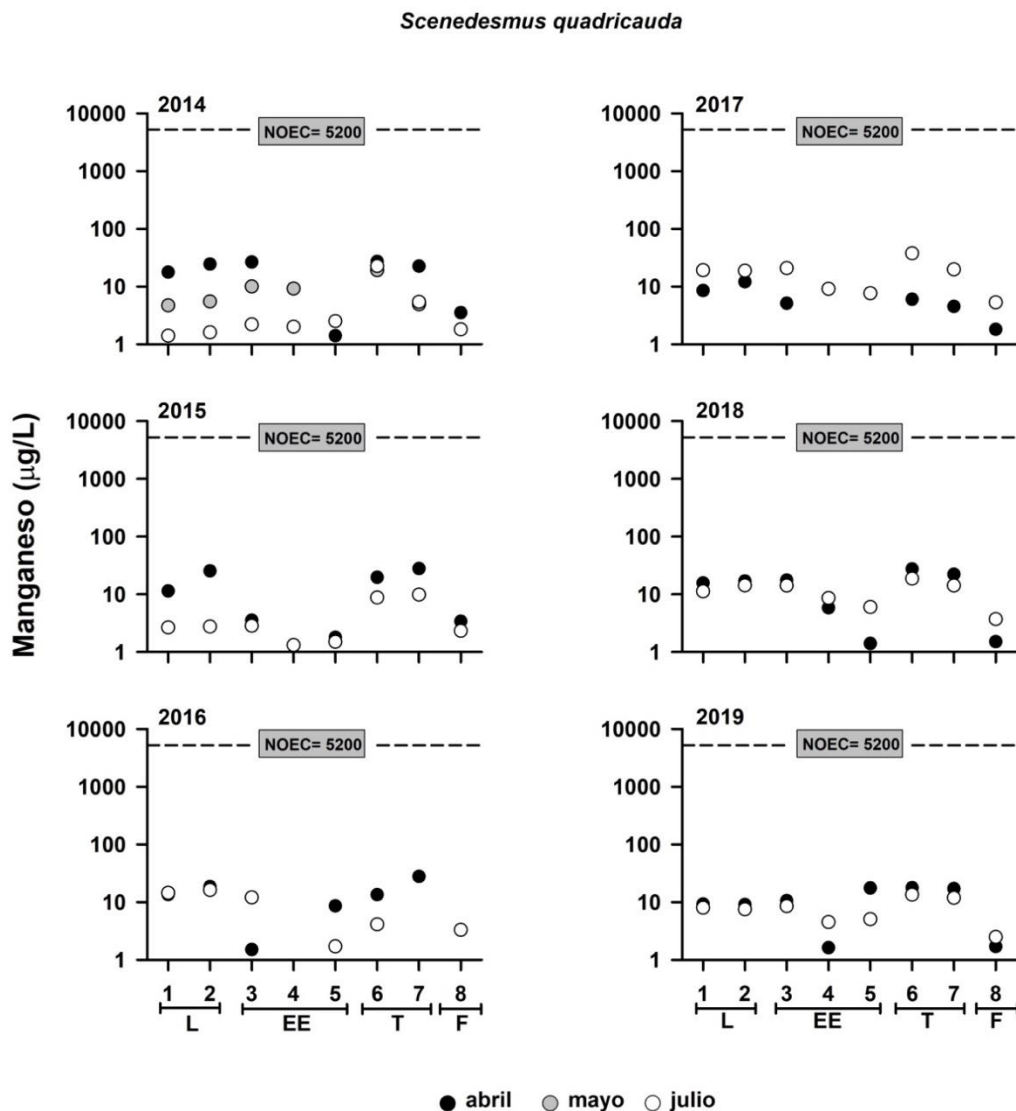 Scenedesmus quadricauda
Manganeso (µg/L)
2014
10000
1000
100
10
1
NOEC= 5200
2017
10000
1000
100
10
1
NOEC= 5200
2015
10000
1000
100
10
1
NOEC= 5200
2018
10000
1000
100
10
1
NOEC= 5200
2016
10000
1000
100
10
1
NOEC= 5200
1 2 3 4 5 6 7 8
L EE T F
2019
10000
1000
100
10
1
NOEC= 5200
1 2 3 4 5 6 7 8
L EE T F
abril mayo julio